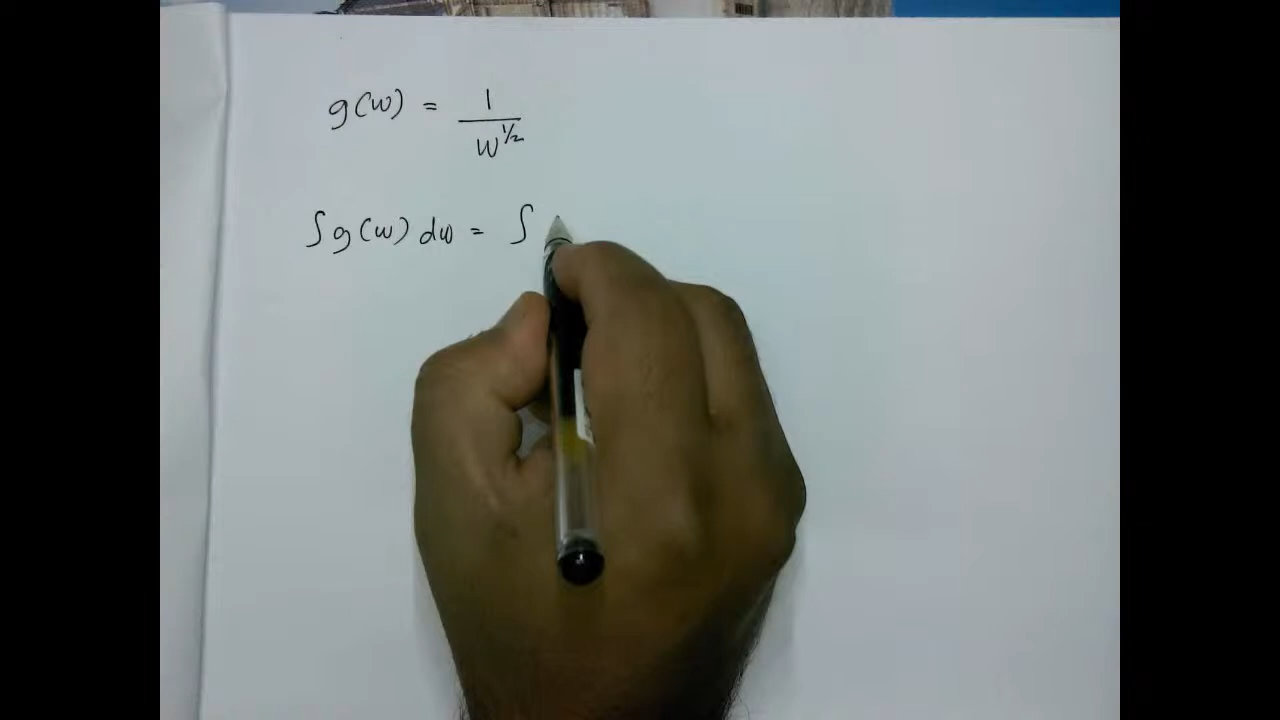 g(w) = 1/w^{1/2}
∫ g(w) dw = ∫